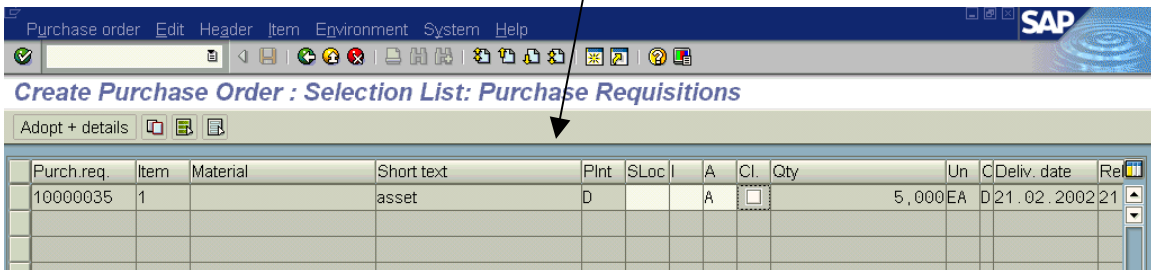 Purchase order Edit Header Item Environment System Help
SAP
Create Purchase Order : Selection List: Purchase Requisitions
Adopt + details
Purch.req. Item Material Short text Plnt SLoc I A Cl. Qty Un C Deliv. date Rel
10000035 1 asset D A 5,000 EA D 21.02.2002 21